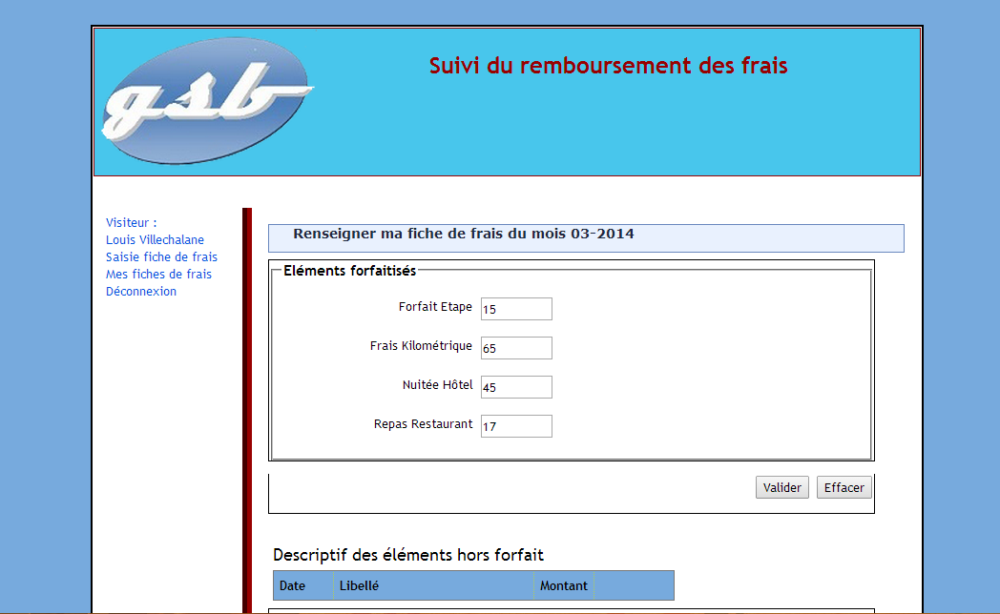 gsb
Suivi du remboursement des frais
Visiteur :
Louis Villechalane
Saisie fiche de frais
Mes fiches de frais
Déconnexion
Renseigner ma fiche de frais du mois 03-2014
Eléments forfaitisés
Forfait Etape 15
Frais Kilométrique 65
Nuitée Hôtel 45
Repas Restaurant 17
Valider Effacer
Descriptif des éléments hors forfait
Date Libellé Montant